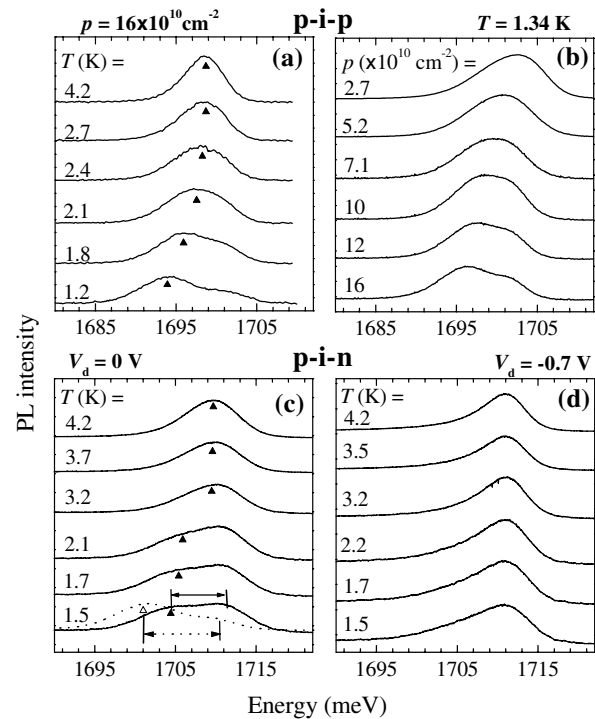 p = 16x10^10 cm^-2 p-i-p T = 1.34 K
(a)
T (K) =
4.2
2.7
2.4
2.1
1.8
1.2
1685 1695 1705
(b)
p (x10^10 cm^-2) =
2.7
5.2
7.1
10
12
16
1685 1695 1705
PL intensity
V_d = 0 V p-i-n V_d = -0.7 V
(c)
T (K) =
4.2
3.7
3.2
2.1
1.7
1.5
1695 1705 1715
(d)
T (K) =
4.2
3.5
3.2
2.2
1.7
1.5
1695 1705 1715
Energy (meV)